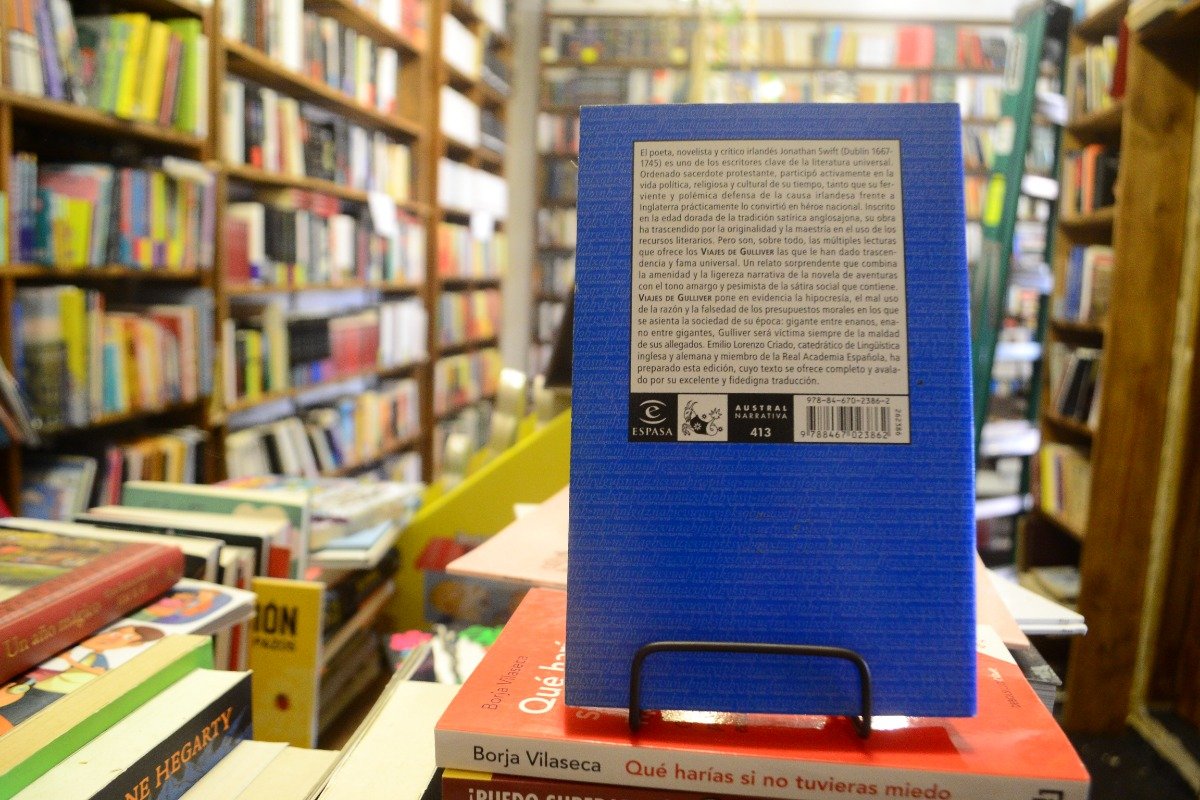 El poeta, novelista y crítico irlandés Jonathan Swift (Dublín 1667-
1745) es uno de los escritores clave de la literatura universal.
Ordenado sacerdote protestante, participó activamente en la
vida política, religiosa y cultural de su tiempo, tanto que su fer-
viente y polémica defensa de la causa irlandesa frente a
Inglaterra prácticamente lo convirtió en héroe nacional. Inscrito
en la edad dorada de la tradición satírica anglosajona, su obra
ha trascendido por la originalidad y la maestría en el uso de los
recursos literarios. Pero son, sobre todo, las múltiples lecturas
que ofrece los VIAJES DE GULLIVER las que le han dado trascen-
dencia y fama universal. Un relato sorprendente que combina
la amenidad y la ligereza narrativa de la novela de aventuras
con el tono amargo y pesimista de la sátira social que contiene.
VIAJES DE GULLIVER pone en evidencia la hipocresía, el mal uso
de la razón y la falsedad de los presupuestos morales en los que
se asienta la sociedad de su época: gigante entre enanos, ena-
no entre gigantes, Gulliver será víctima siempre de la maldad
de sus allegados. Emilio Lorenzo Criado, catedrático de Lingüística
inglesa y alemana y miembro de la Real Academia Española, ha
preparado esta edición, cuyo texto se ofrece completo y avala-
do por su excelente y fidedigna traducción.
ESPASA
AUSTRAL
NARRATIVA
413
978-84-670-2386-2
9788467023862
262386
Borja Vilaseca
Qué
Borja Vilaseca Qué harías si no tuvieras miedo
Un año
NE HEGARTY